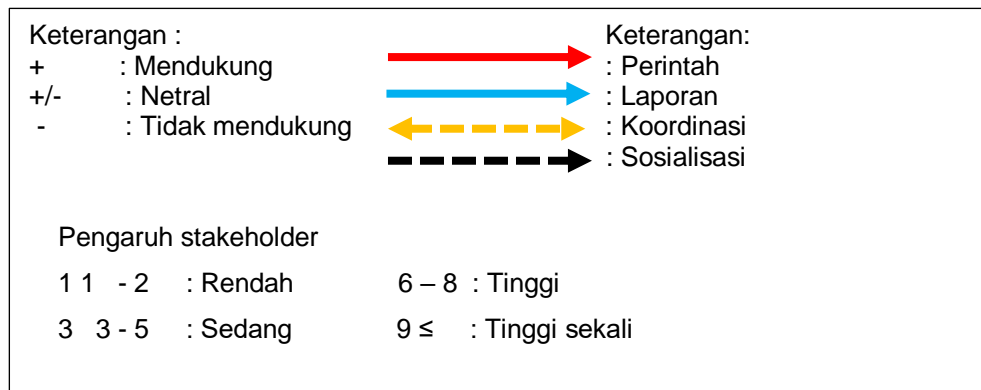 Keterangan :
+ : Mendukung
+/- : Netral
- : Tidak mendukung
Keterangan:
: Perintah
: Laporan
: Koordinasi
: Sosialisasi
Pengaruh stakeholder
1 1 - 2 : Rendah
3 3 - 5 : Sedang
6 – 8 : Tinggi
9 ≤ : Tinggi sekali